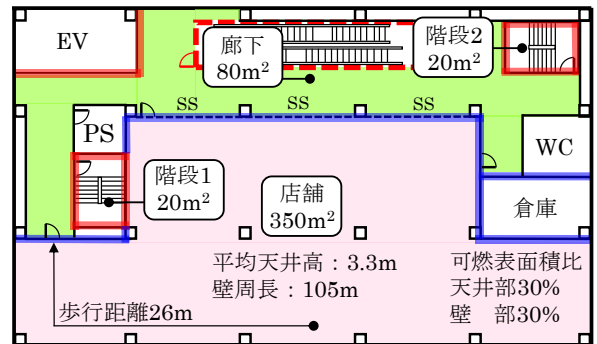 EV
廊下
80m²
階段2
20m²
SS
SS
SS
PS
WC
階段1
20m²
店舗
350m²
倉庫
平均天井高：3.3m
壁周長：105m
可燃表面積比
天井部30%
壁　部30%
歩行距離26m